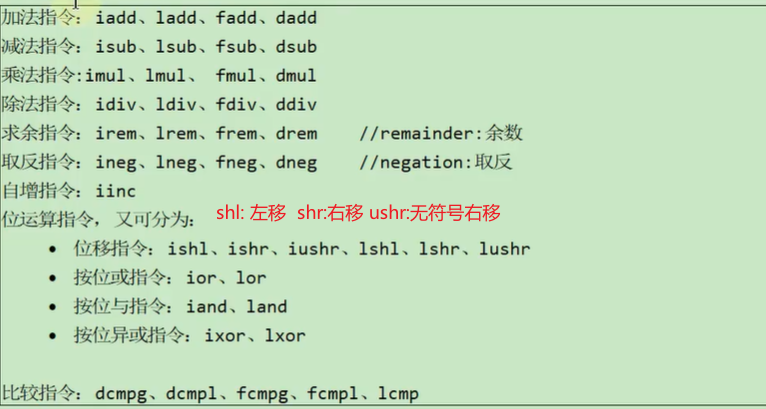 加法指令：iadd、ladd、fadd、dadd
减法指令：isub、lsub、fsub、dsub
乘法指令:imul、lmul、 fmul、dmul
除法指令：idiv、ldiv、fdiv、ddiv
求余指令：irem、lrem、frem、drem    //remainder:余数
取反指令：ineg、lneg、fneg、dneg    //negation:取反
自增指令：iinc
位运算指令，又可分为：
shl: 左移  shr:右移 ushr:无符号右移
• 位移指令：ishl、ishr、iushr、lshl、lshr、lushr
• 按位或指令：ior、lor
• 按位与指令：iand、land
• 按位异或指令：ixor、lxor
比较指令：dcmpg、dcmpl、fcmpg、fcmpl、lcmp